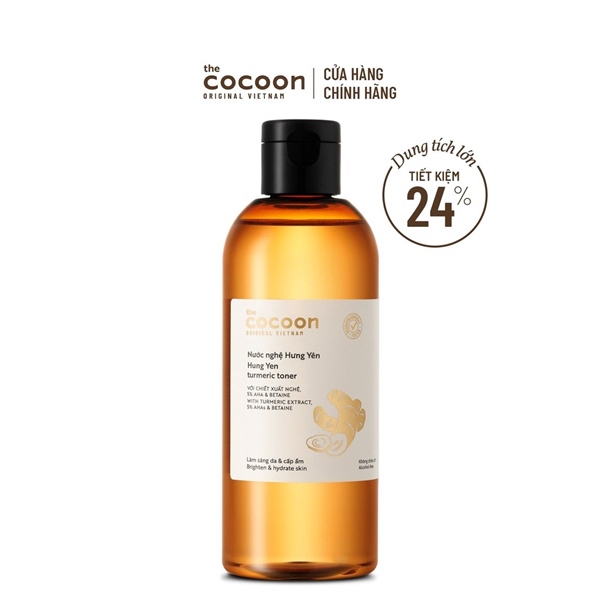 the
cocoon
ORIGINAL VIETNAM
CỬA HÀNG
CHÍNH HÃNG
Dung tích lớn
TIẾT KIỆM
24%
the
cocoon
ORIGINAL VIETNAM
Nước nghệ Hưng Yên
Hung Yen
turmeric toner
VỚI CHIẾT XUẤT NGHỆ,
5% AHA & BETAINE
WITH TURMERIC EXTRACT,
5% AHAs & BETAINE
Làm sáng da & cấp ẩm
Brighten & hydrate skin
Không
Alcohol